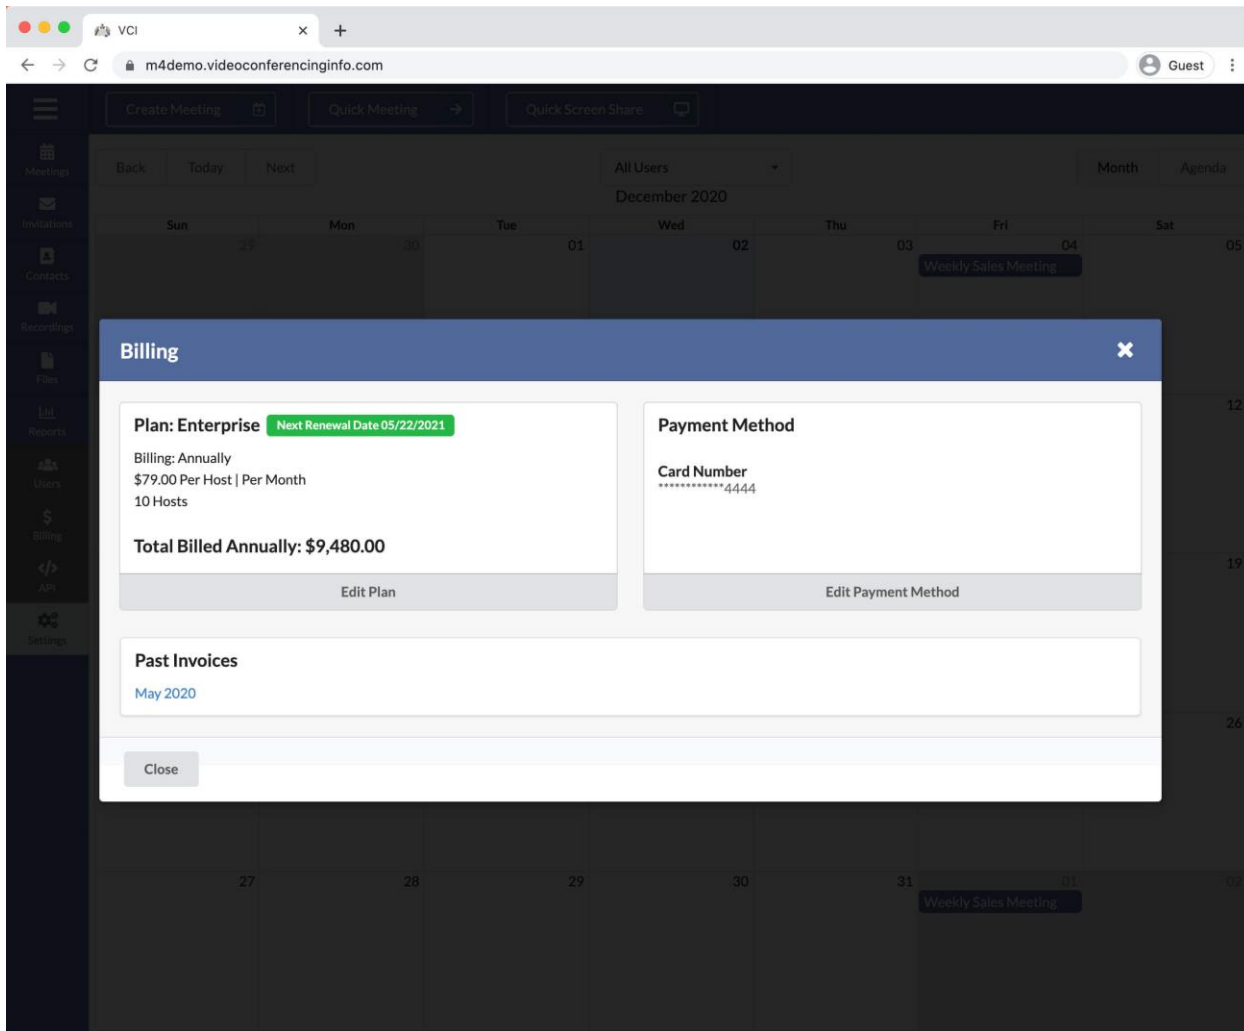 VCI
m4demo.videoconferencinginfo.com
Guest
Create Meeting
Quick Meeting
Quick Screen Share
Meetings
Invitations
Contacts
Recordings
Files
Reports
Users
$
Billing
</>
API
Settings
Back
Today
Next
All Users
December 2020
Month
Agenda
Sun Mon Tue Wed Thu Fri Sat
29 30 01 02 03 04 05
Weekly Sales Meeting
Billing
Plan: Enterprise
Next Renewal Date 05/22/2021
Billing: Annually
$79.00 Per Host | Per Month
10 Hosts
Total Billed Annually: $9,480.00
Edit Plan
Payment Method
Card Number
************4444
Edit Payment Method
Past Invoices
May 2020
Close
12
19
26
27 28 29 30 31 01 02
Weekly Sales Meeting